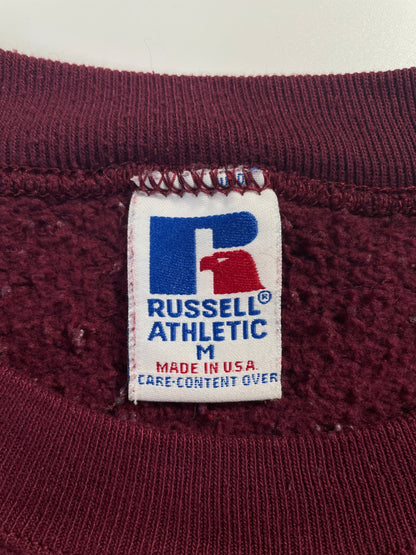 R
RUSSELL®
ATHLETIC
M
MADE IN U.S.A.
CARE-CONTENT OVER